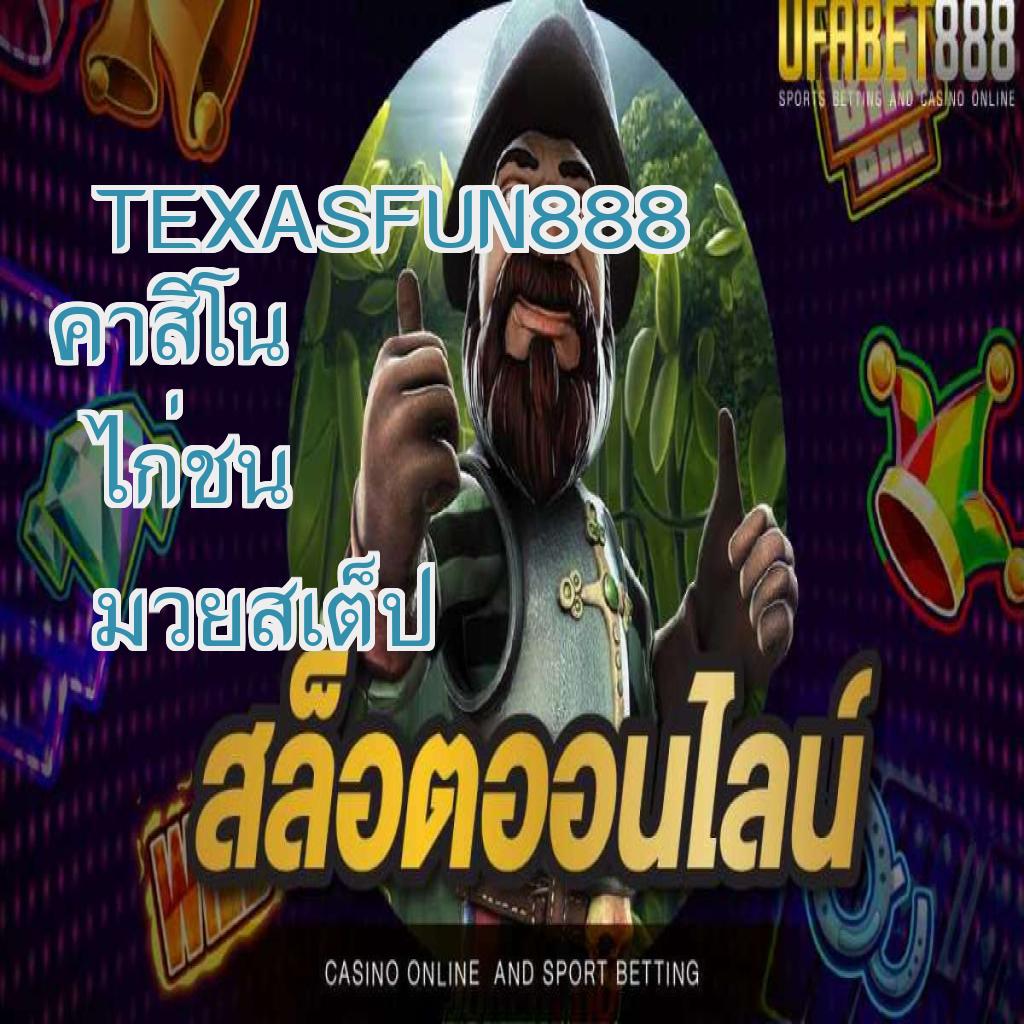 UFABET888
SPORTS BETTING AND CASINO ONLINE
BAR
TEXASFUN888
คาสิโน
ไก่ชน
มวยสเต็ป
สล็อตออนไลน์
CASINO ONLINE AND SPORT BETTING